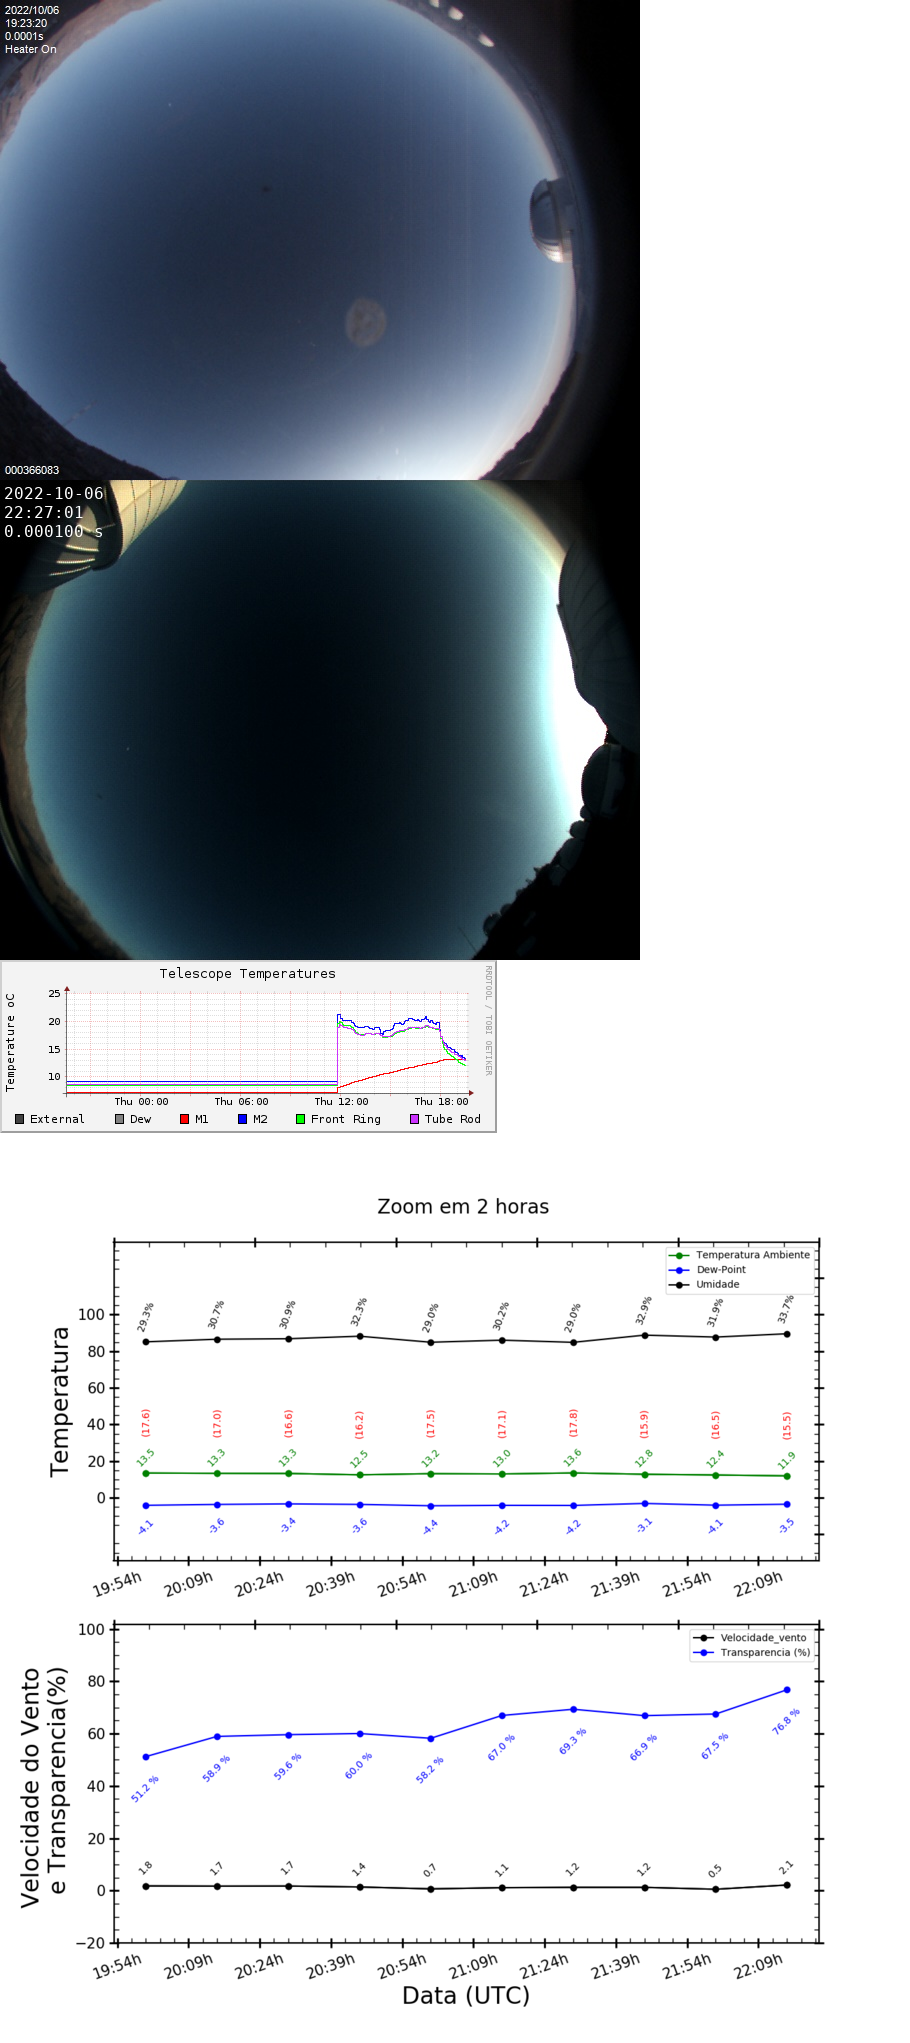 2022/10/06
19:23:20
0.0001s
Heater On
000366083
2022-10-06
22:27:01
0.000100 s
Telescope Temperatures
RRDTOOL / TOBI OETIKER
Temperature oC
25
20
15
10
Thu 00:00 Thu 06:00 Thu 12:00 Thu 18:00
External Dew M1 M2 Front Ring Tube Rod
Zoom em 2 horas
Temperatura Ambiente
Dew-Point
Umidade
Temperatura
100
80
60
40
20
0
29.3% 30.7% 30.9% 32.3% 29.0% 30.2% 29.0% 32.9% 31.9% 33.7%
(17.6) (17.0) (16.6) (16.2) (17.5) (17.1) (17.8) (15.9) (16.5) (15.5)
13.5 13.3 13.3 12.5 13.2 13.0 13.6 12.8 12.4 11.9
-4.1 -3.6 -3.4 -3.6 -4.4 -4.2 -4.2 -3.1 -4.1 -3.5
19:54h 20:09h 20:24h 20:39h 20:54h 21:09h 21:24h 21:39h 21:54h 22:09h
Velocidade_vento
Transparencia (%)
Velocidade do Vento
e Transparencia(%)
100
80
60
40
20
0
−20
51.2 % 58.9 % 59.6 % 60.0 % 58.2 % 67.0 % 69.3 % 66.9 % 67.5 % 76.8 %
1.8 1.7 1.7 1.4 0.7 1.1 1.2 1.2 0.5 2.1
19:54h 20:09h 20:24h 20:39h 20:54h 21:09h 21:24h 21:39h 21:54h 22:09h
Data (UTC)